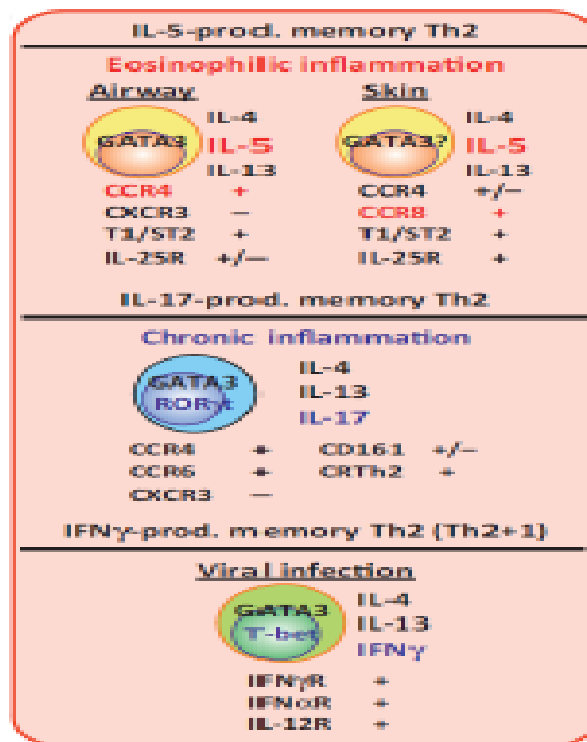 IL-5-prod. memory Th2
Eosinophilic inflammation
Airway
GATA3
IL-4
IL-5
IL-13
CCR4 +
CXCR3 −
T1/ST2 +
IL-25R +/−
Skin
GATA3?
IL-4
IL-5
IL-13
CCR4 +/−
CCR8 +
T1/ST2 +
IL-25R +
IL-17-prod. memory Th2
Chronic inflammation
GATA3
RORγt
IL-4
IL-13
IL-17
CCR4 +
CCR6 +
CXCR3 −
CD161 +/−
CRTh2 +
IFNγ-prod. memory Th2 (Th2+1)
Viral infection
GATA3
T-bet
IL-4
IL-13
IFNγ
IFNγR +
IFNαR +
IL-12R +